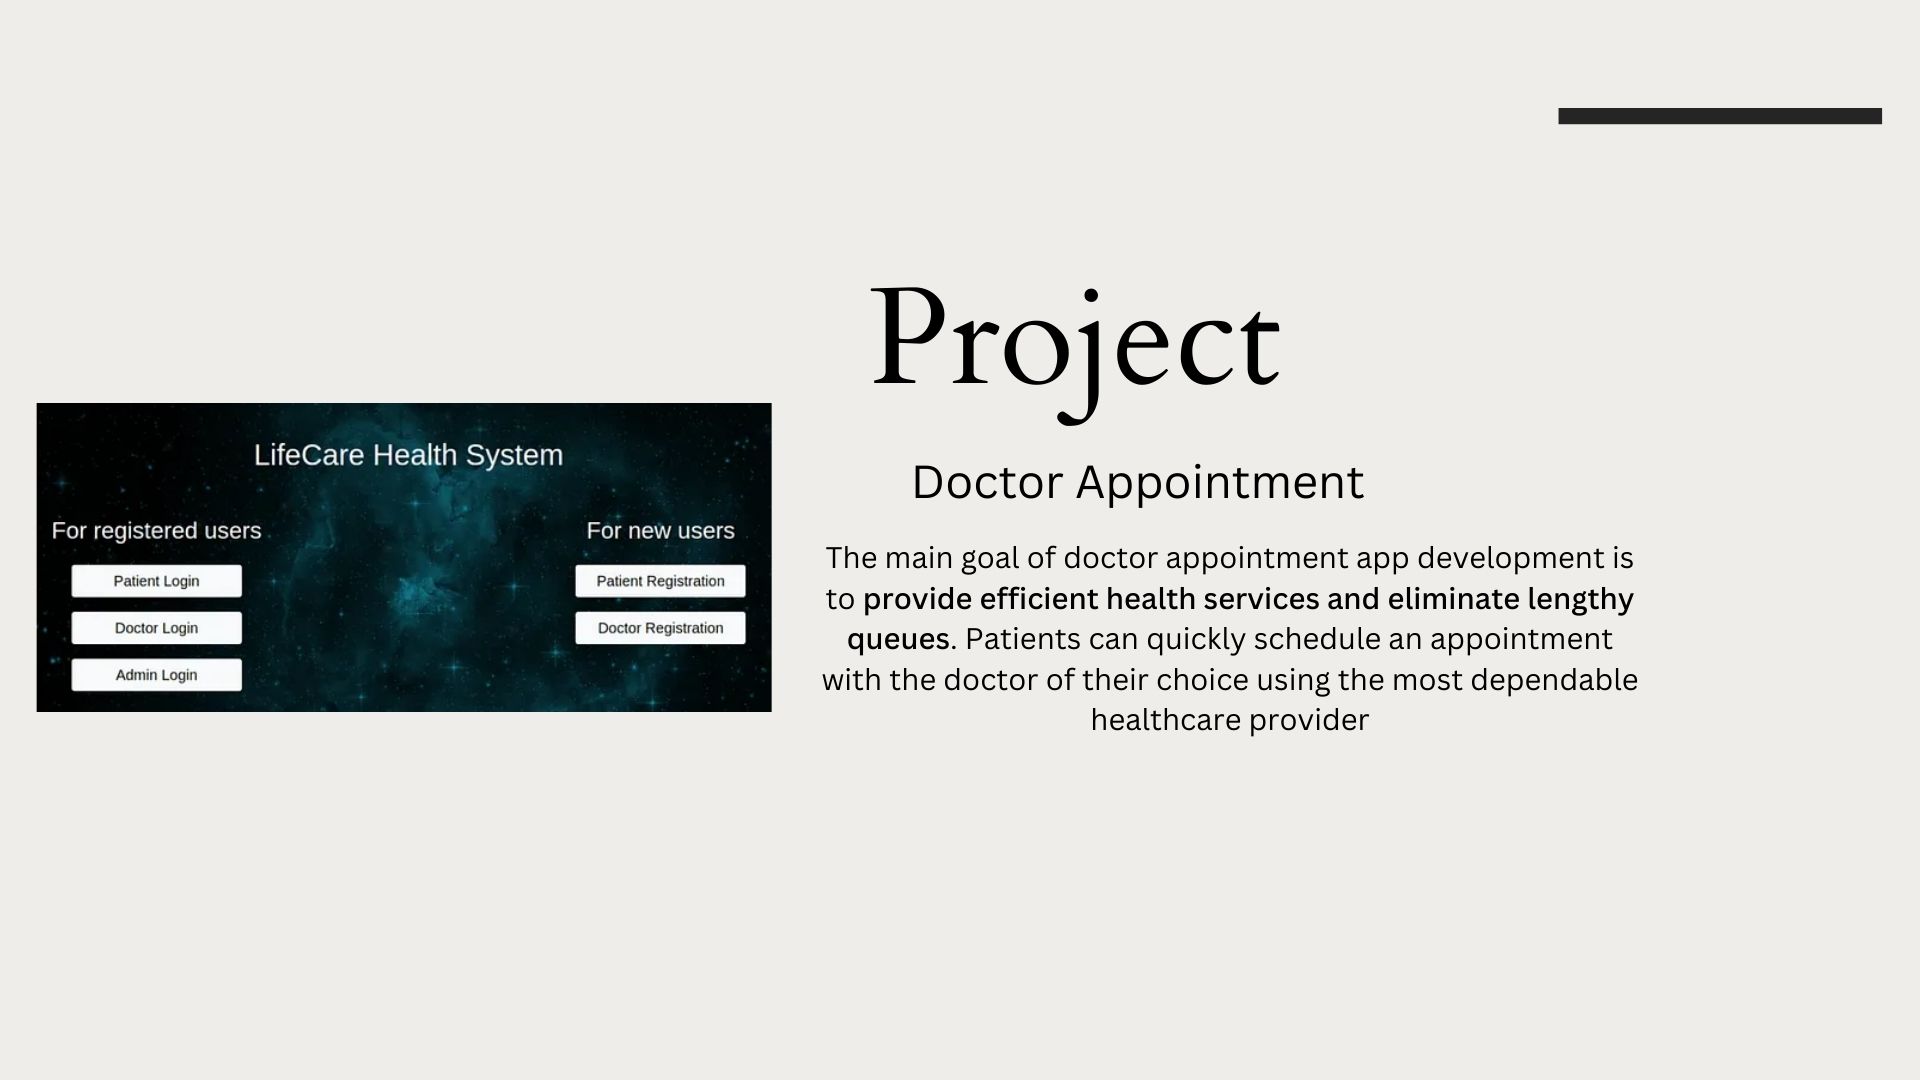 Project
LifeCare Health System
For registered users
For new users
Patient Login
Patient Registration
Doctor Login
Doctor Registration
Admin Login
Doctor Appointment
The main goal of doctor appointment app development is
to provide efficient health services and eliminate lengthy
queues. Patients can quickly schedule an appointment
with the doctor of their choice using the most dependable
healthcare provider